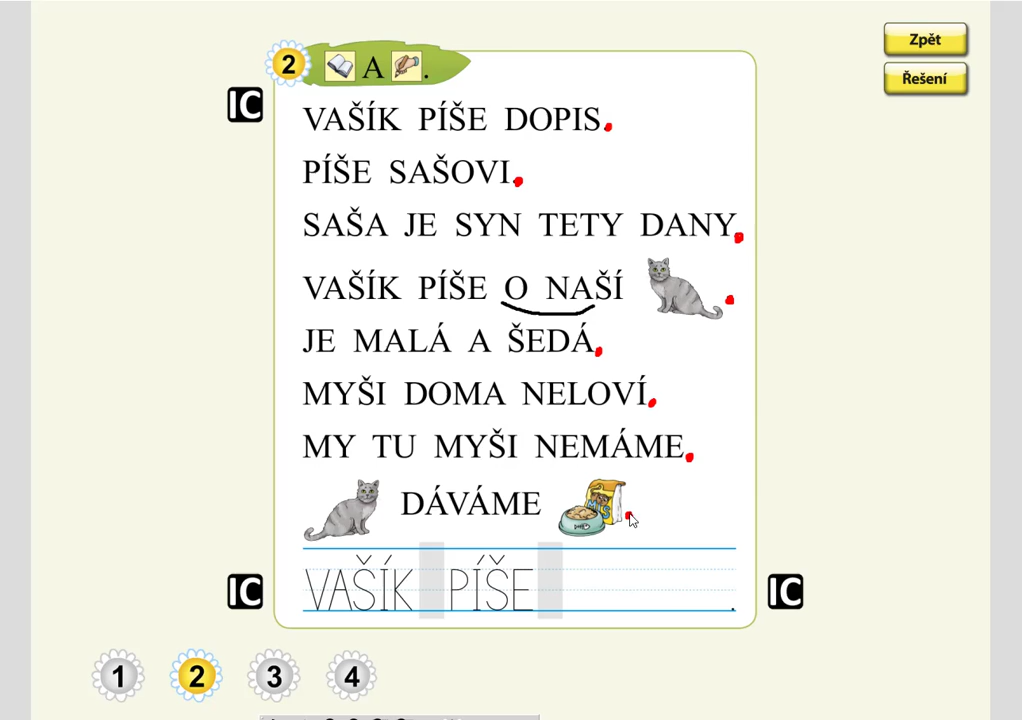 Zpět
Řešení
2 A .
IC
VAŠÍK PÍŠE DOPIS.
PÍŠE SAŠOVI.
SAŠA JE SYN TETY DANY.
VAŠÍK PÍŠE O NAŠÍ .
JE MALÁ A ŠEDÁ.
MYŠI DOMA NELOVÍ.
MY TU MYŠI NEMÁME.
DÁVÁME .
IC VAŠÍK PÍŠE . IC
1 2 3 4